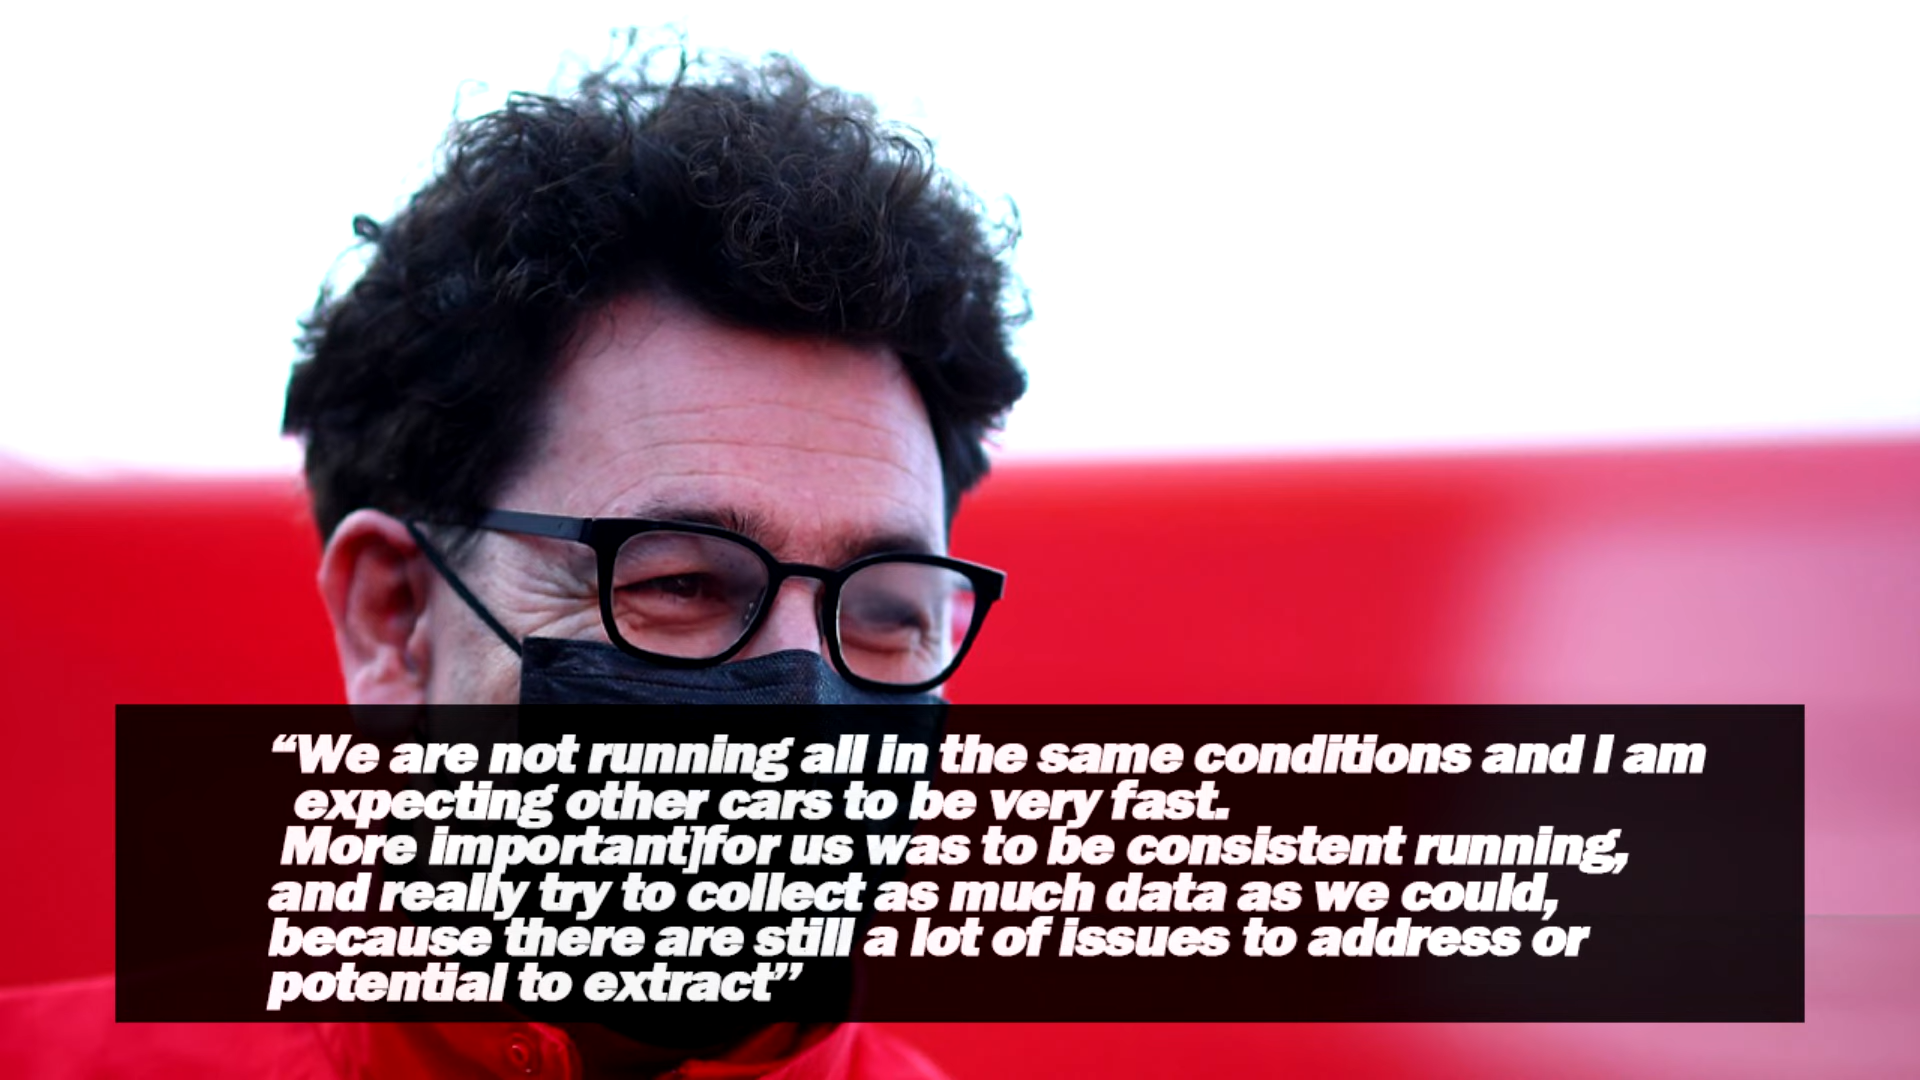 “We are not running all in the same conditions and I am
expecting other cars to be very fast.
More important]for us was to be consistent running,
and really try to collect as much data as we could,
because there are still a lot of issues to address or
potential to extract”